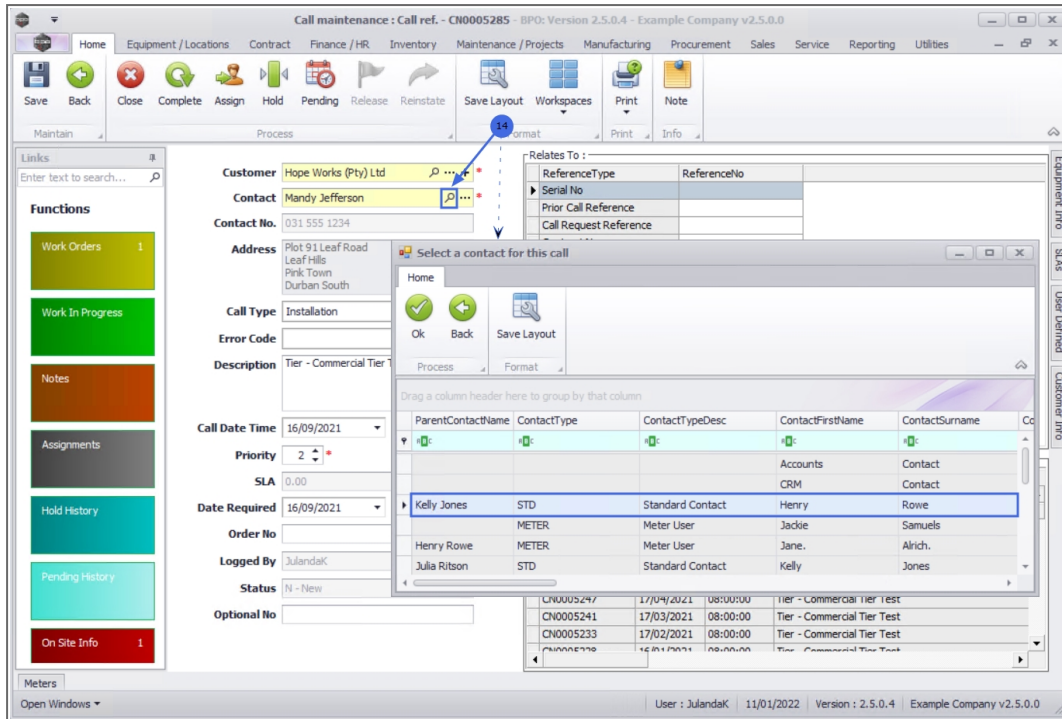 Call maintenance : Call ref. - CN0005285 - BPO: Version 2.5.0.4 - Example Company v2.5.0.0
Home Equipment / Locations Contract Finance / HR Inventory Maintenance / Projects Manufacturing Procurement Sales Service Reporting Utilities
Save Back Close Complete Assign Hold Pending Release Reinstate Save Layout Workspaces Print Note
Maintain Process Format Print Info
14
Links
Enter text to search...
Functions
Work Orders 1
Work In Progress
Notes
Assignments
Hold History
Pending History
On Site Info 1
Customer Hope Works (Pty) Ltd *
Contact Mandy Jefferson *
Contact No. 031 555 1234
Address Plot 91 Leaf Road
Leaf Hills
Pink Town
Durban South
Call Type Installation
Error Code
Description Tier - Commercial Tier T
Call Date Time 16/09/2021
Priority 2 *
SLA 0.00
Date Required 16/09/2021
Order No
Logged By JulandaK
Status N - New
Optional No
Relates To :
ReferenceType ReferenceNo
Serial No
Prior Call Reference
Call Request Reference
Equipment Info
SLAs
User Defined
Customer Info
Select a contact for this call
Home
Ok Back Save Layout
Process Format
Drag a column header here to group by that column
ParentContactName ContactType ContactTypeDesc ContactFirstName ContactSurname Co
Accounts Contact
CRM Contact
Kelly Jones STD Standard Contact Henry Rowe
METER Meter User Jackie Samuels
Henry Rowe METER Meter User Jane. Alrich.
Julia Ritson STD Standard Contact Kelly Jones
CN0005247 17/04/2021 08:00:00 Tier - Commercial Tier Test
CN0005241 17/03/2021 08:00:00 Tier - Commercial Tier Test
CN0005233 17/02/2021 08:00:00 Tier - Commercial Tier Test
CN0005228 16/01/2021 08:00:00 Tier - Commercial Tier Test
Meters
Open Windows User : JulandaK 11/01/2022 Version : 2.5.0.4 Example Company v2.5.0.0